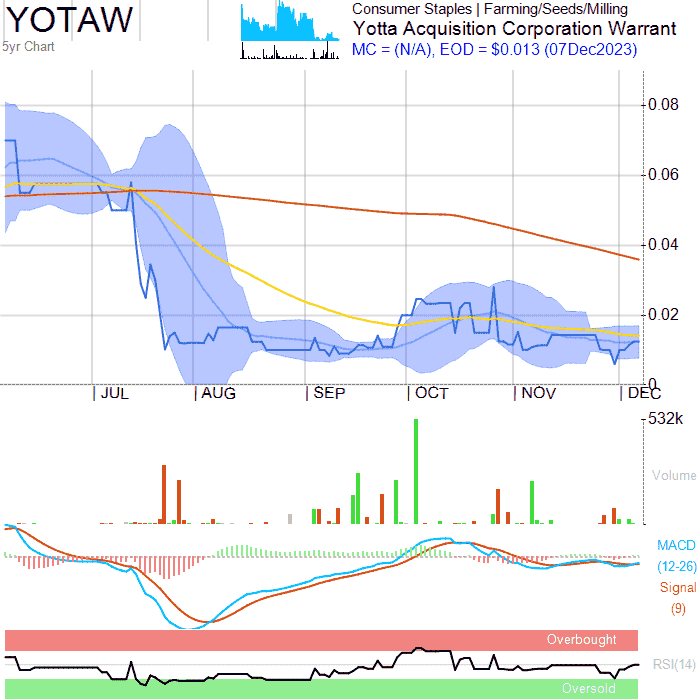 YOTAW
5yr Chart
Consumer Staples | Farming/Seeds/Milling
Yotta Acquisition Corporation Warrant
MC = (N/A), EOD = $0.013 (07Dec2023)
0.08
0.06
0.04
0.02
0
JUL AUG SEP OCT NOV DEC
532k
Volume
MACD
(12-26)
Signal
(9)
Overbought
RSI(14)
Oversold